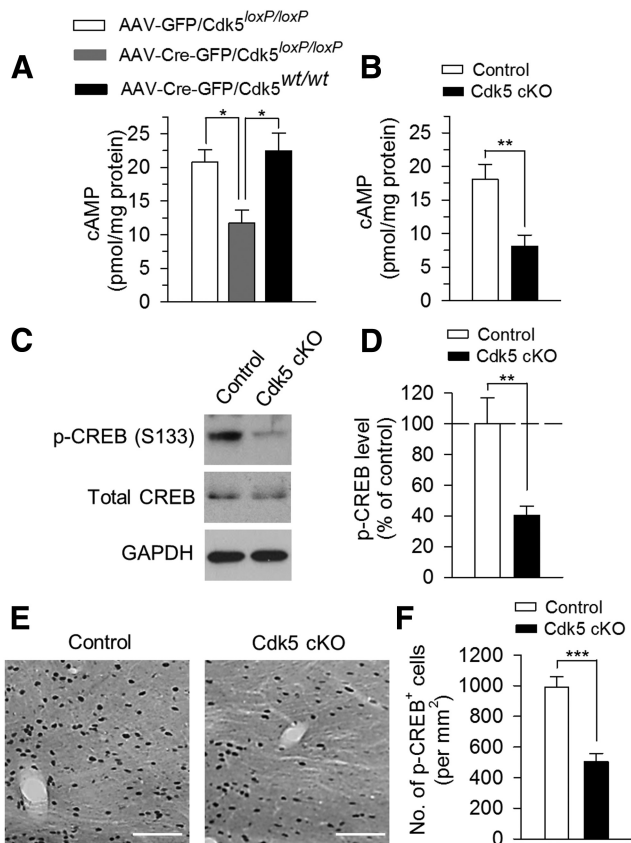 AAV-GFP/Cdk5loxP/loxP
AAV-Cre-GFP/Cdk5loxP/loxP
AAV-Cre-GFP/Cdk5wt/wt
A
* *
25
20
15
10
5
0
cAMP
(pmol/mg protein)
B
Control
Cdk5 cKO
**
25
20
15
10
5
0
cAMP
(pmol/mg protein)
C
Control
Cdk5 cKO
p-CREB (S133)
Total CREB
GAPDH
D
Control
Cdk5 cKO
**
120
100
80
60
40
20
0
p-CREB level
(% of control)
E
Control
Cdk5 cKO
F
Control
Cdk5 cKO
***
1200
1000
800
600
400
200
0
No. of p-CREB+ cells
(per mm2)